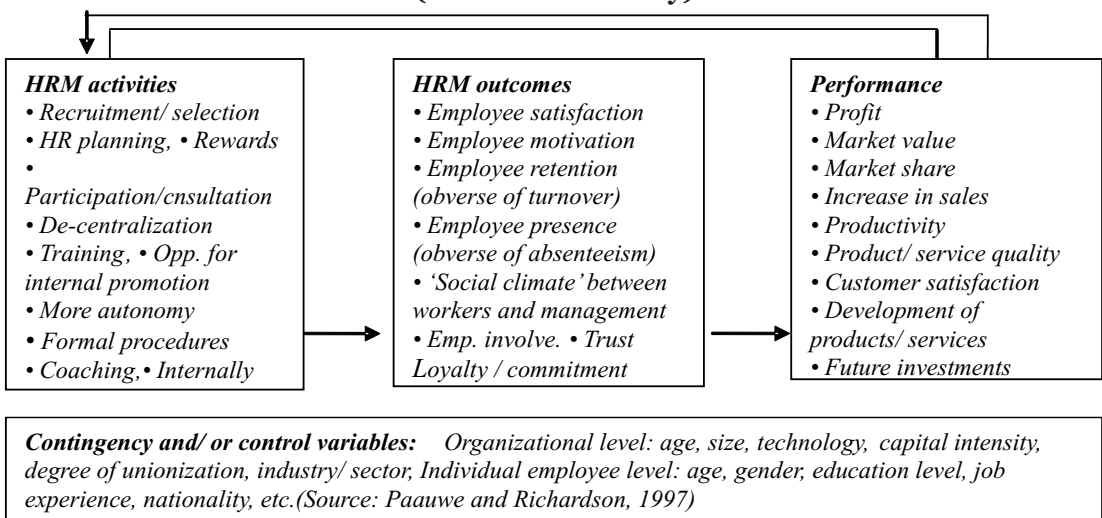 HRM activities
• Recruitment/ selection
• HR planning, • Rewards
•
Participation/cnsultation
• De-centralization
• Training, • Opp. for
internal promotion
• More autonomy
• Formal procedures
• Coaching,• Internally
HRM outcomes
• Employee satisfaction
• Employee motivation
• Employee retention
(obverse of turnover)
• Employee presence
(obverse of absenteeism)
• ‘Social climate’ between
workers and management
• Emp. involve. • Trust
Loyalty / commitment
Performance
• Profit
• Market value
• Market share
• Increase in sales
• Productivity
• Product/ service quality
• Customer satisfaction
• Development of
products/ services
• Future investments
Contingency and/ or control variables: Organizational level: age, size, technology, capital intensity,
degree of unionization, industry/ sector, Individual employee level: age, gender, education level, job
experience, nationality, etc.(Source: Paauwe and Richardson, 1997)